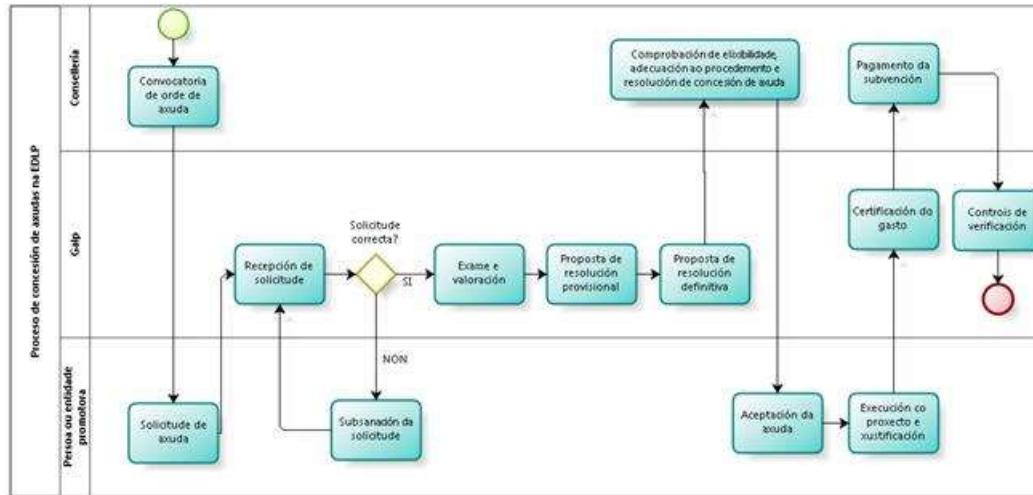 Proceso de concesión de axudas na EDLP
Consellería
Convocatoria
de orde de
axuda
Comprobación de elixibilidade,
adecuación ao procedemento e
resolución de concesión de axuda
Pagamento da
subvención
Galp
Recepción de
solicitude
Solicitude
correcta?
SI
NON
Exame e
valoración
Proposta de
resolución
provisional
Proposta de
resolución
definitiva
Certificación do
gasto
Controis de
verificación
Persoa ou entidade
promotora
Solicitude de
axuda
Subsanación da
solicitude
Aceptación da
axuda
Execución co
proxecto e
xustificación